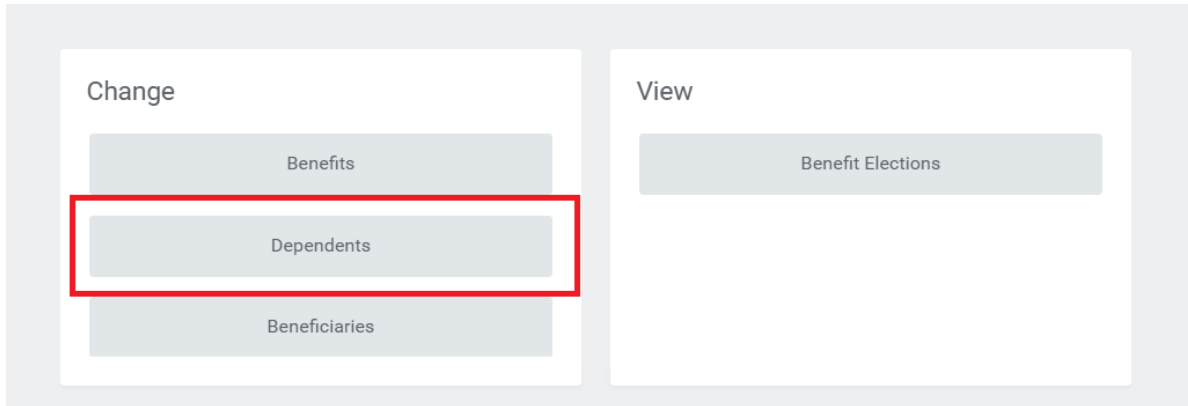 Change
Benefits
Dependents
Beneficiaries
View
Benefit Elections